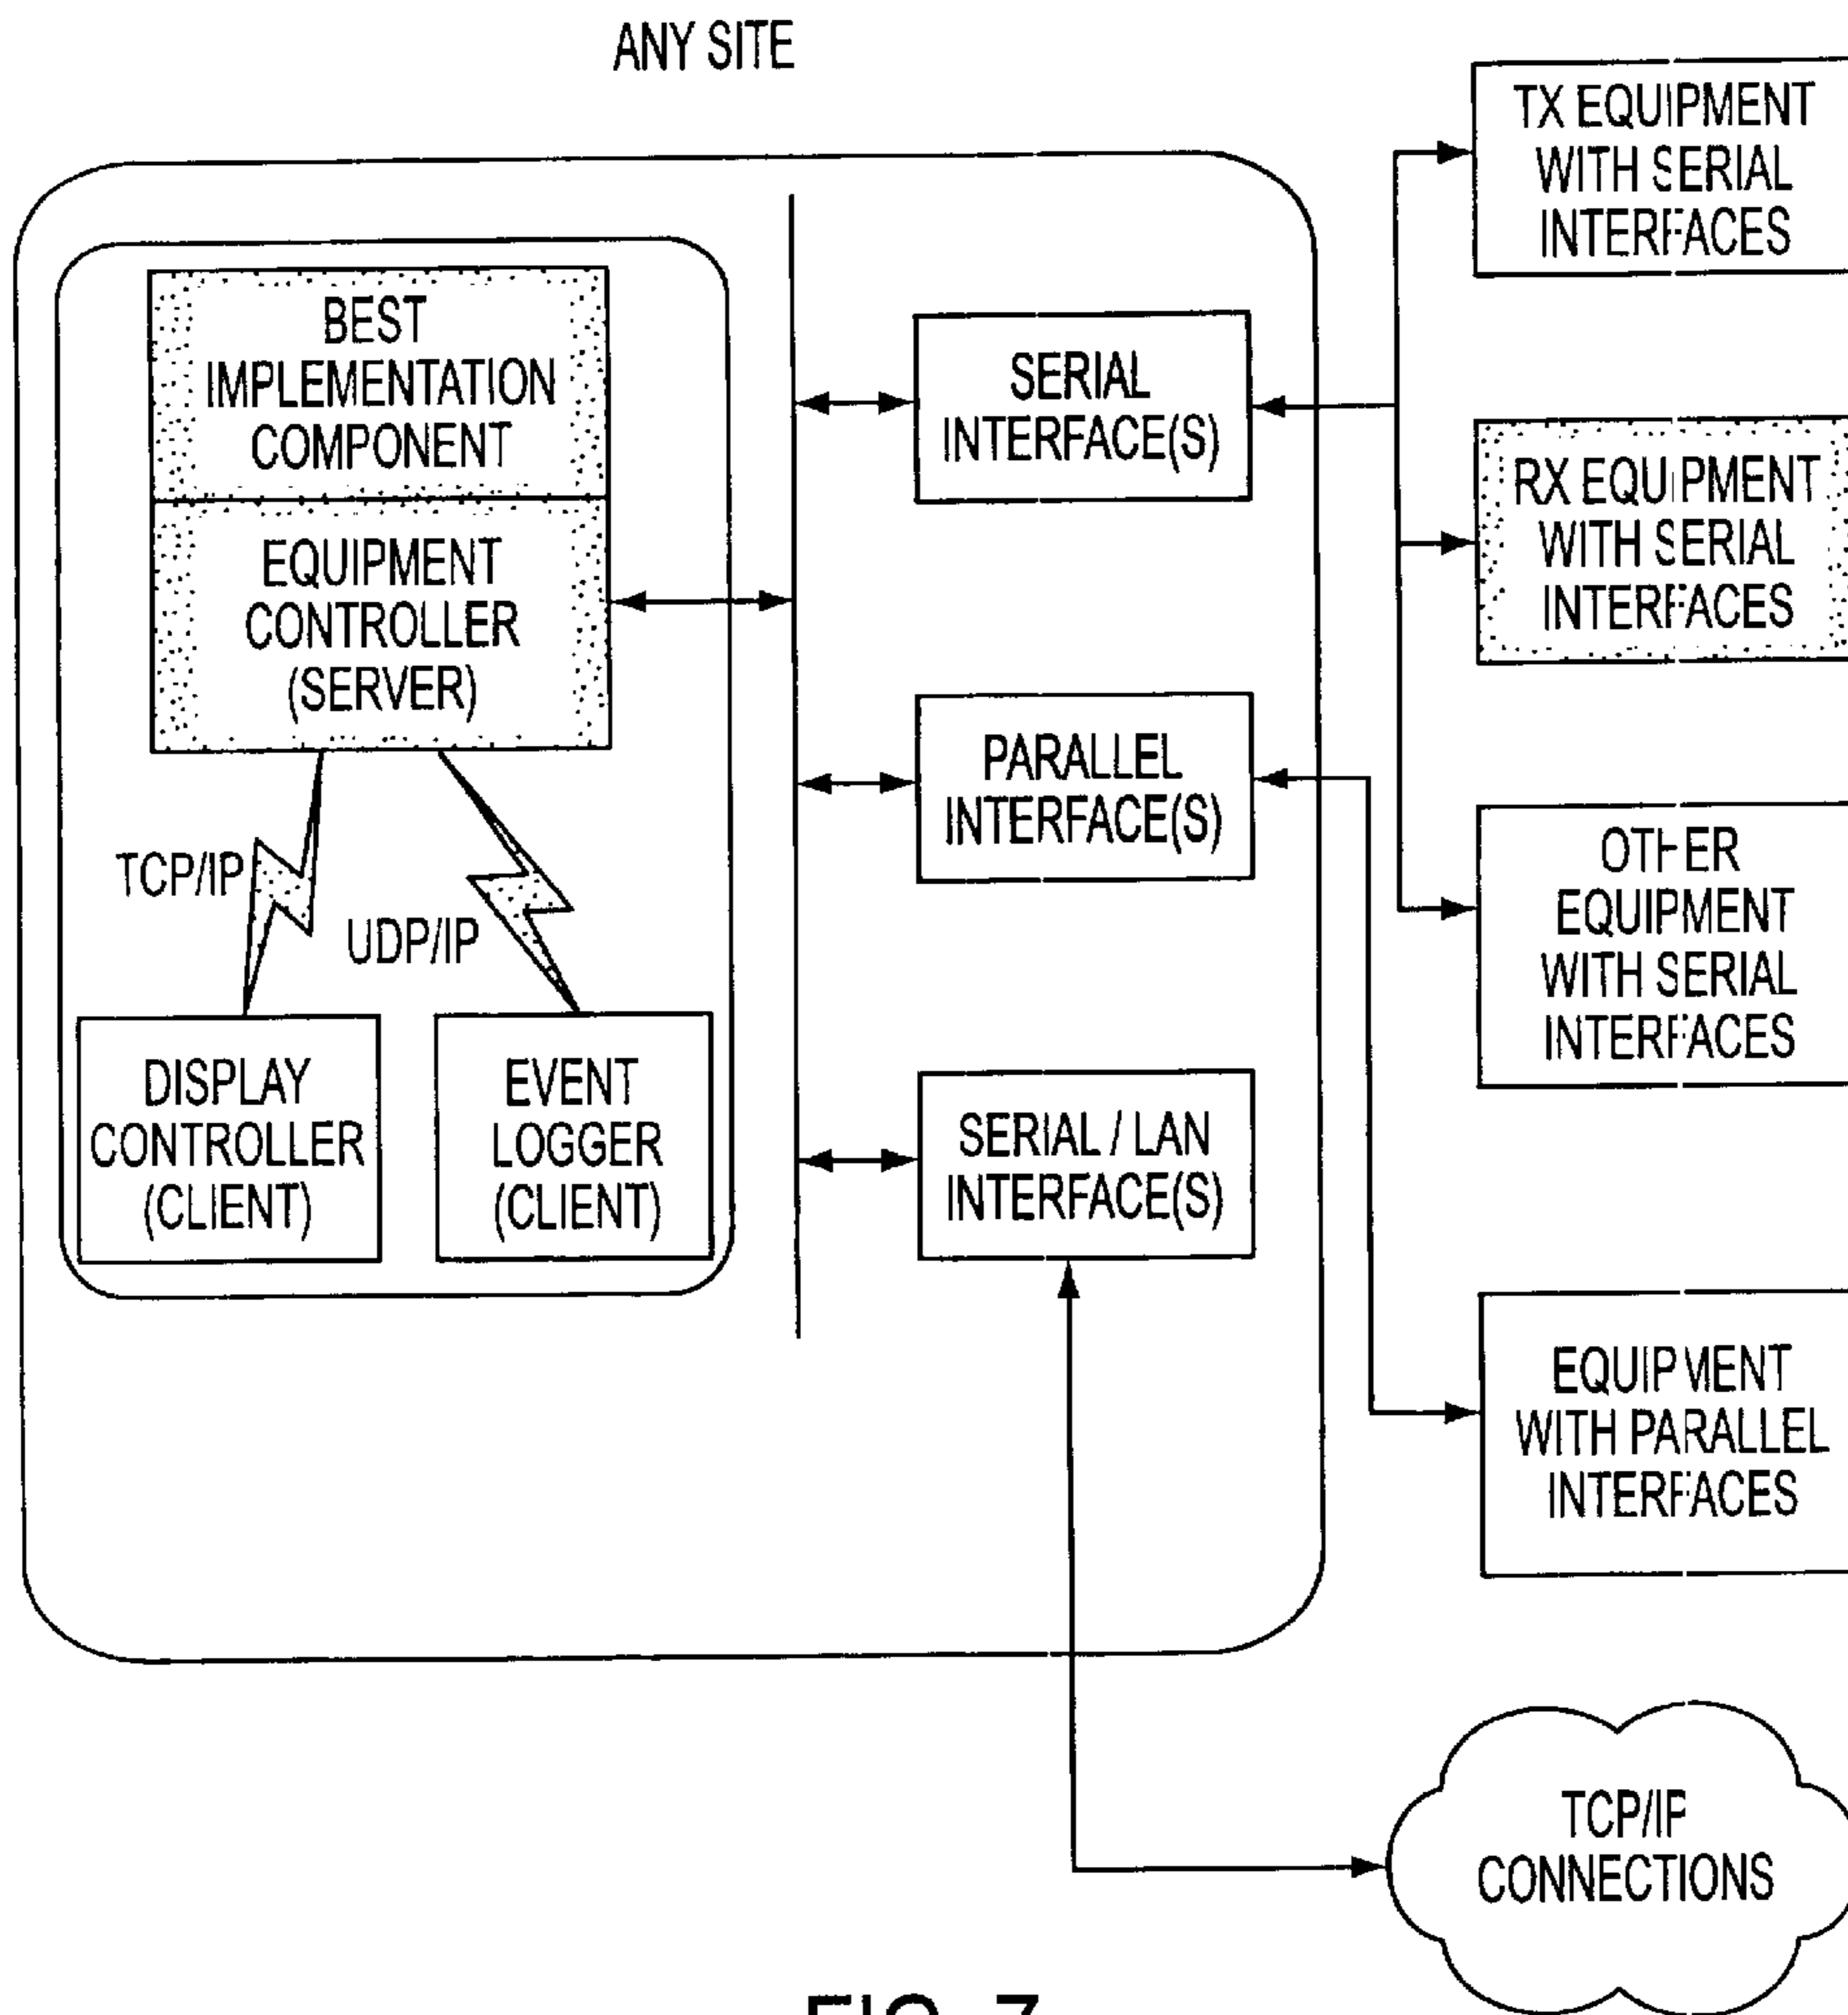 ANY SITE
BEST
IMPLEMENTATION
COMPONENT
EQUIPMENT
CONTROLLER
(SERVER)
TCP/IP
UDP/IP
DISPLAY
CONTROLLER
(CLIENT)
EVENT
LOGGER
(CLIENT)
SERIAL
INTERFACE(S)
PARALLEL
INTERFACE(S)
SERIAL / LAN
INTERFACE(S)
TX EQUIPMENT
WITH SERIAL
INTERFACES
RX EQUIPMENT
WITH SERIAL
INTERFACES
OTHER
EQUIPMENT
WITH SERIAL
INTERFACES
EQUIPMENT
WITH PARALLEL
INTERFACES
TCP/IP
CONNECTIONS
FIG. 7